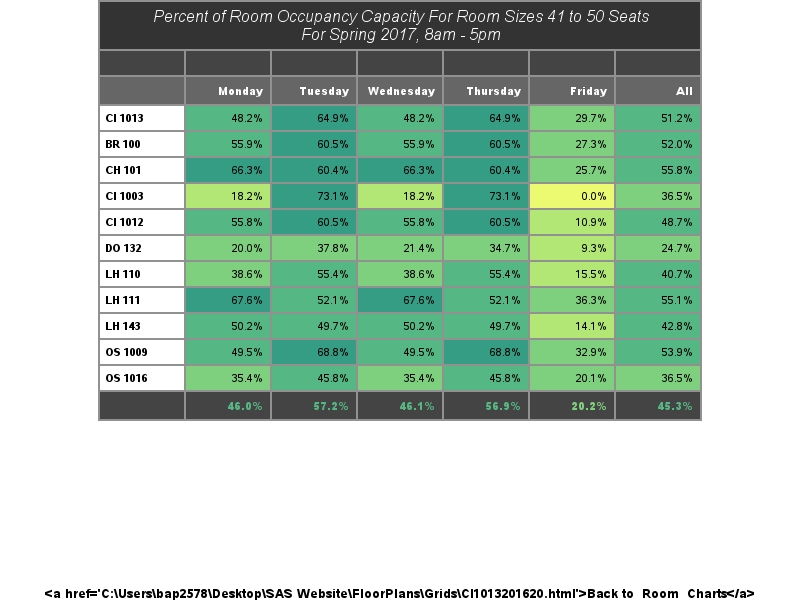 Percent of Room Occupancy Capacity For Room Sizes 41 to 50 Seats
For Spring 2017, 8am - 5pm
Monday Tuesday Wednesday Thursday Friday All
CI 1013 48.2% 64.9% 48.2% 64.9% 29.7% 51.2%
BR 100 55.9% 60.5% 55.9% 60.5% 27.3% 52.0%
CH 101 66.3% 60.4% 66.3% 60.4% 25.7% 55.8%
CI 1003 18.2% 73.1% 18.2% 73.1% 0.0% 36.5%
CI 1012 55.8% 60.5% 55.8% 60.5% 10.9% 48.7%
DO 132 20.0% 37.8% 21.4% 34.7% 9.3% 24.7%
LH 110 38.6% 55.4% 38.6% 55.4% 15.5% 40.7%
LH 111 67.6% 52.1% 67.6% 52.1% 36.3% 55.1%
LH 143 50.2% 49.7% 50.2% 49.7% 14.1% 42.8%
OS 1009 49.5% 68.8% 49.5% 68.8% 32.9% 53.9%
OS 1016 35.4% 45.8% 35.4% 45.8% 20.1% 36.5%
46.0% 57.2% 46.1% 56.9% 20.2% 45.3%
<a href='C:\Users\bap2578\Desktop\SAS Website\FloorPlans\Grids\CI1013201620.html'>Back to Room Charts</a>